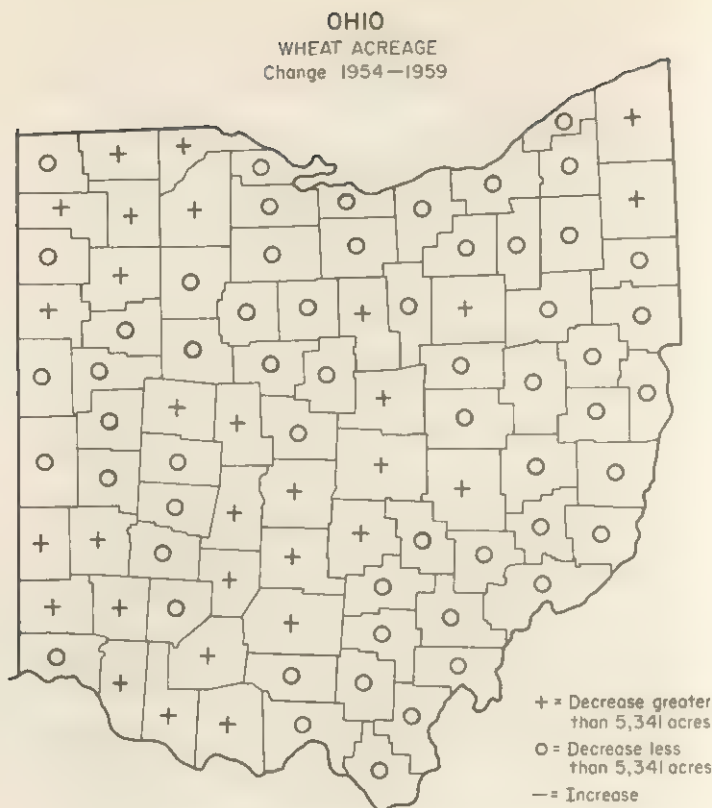 OHIO
WHEAT ACREAGE
Change 1954—1959
+ = Decrease greater
than 5,341 acres
O = Decrease less
than 5,341 acres
— = Increase